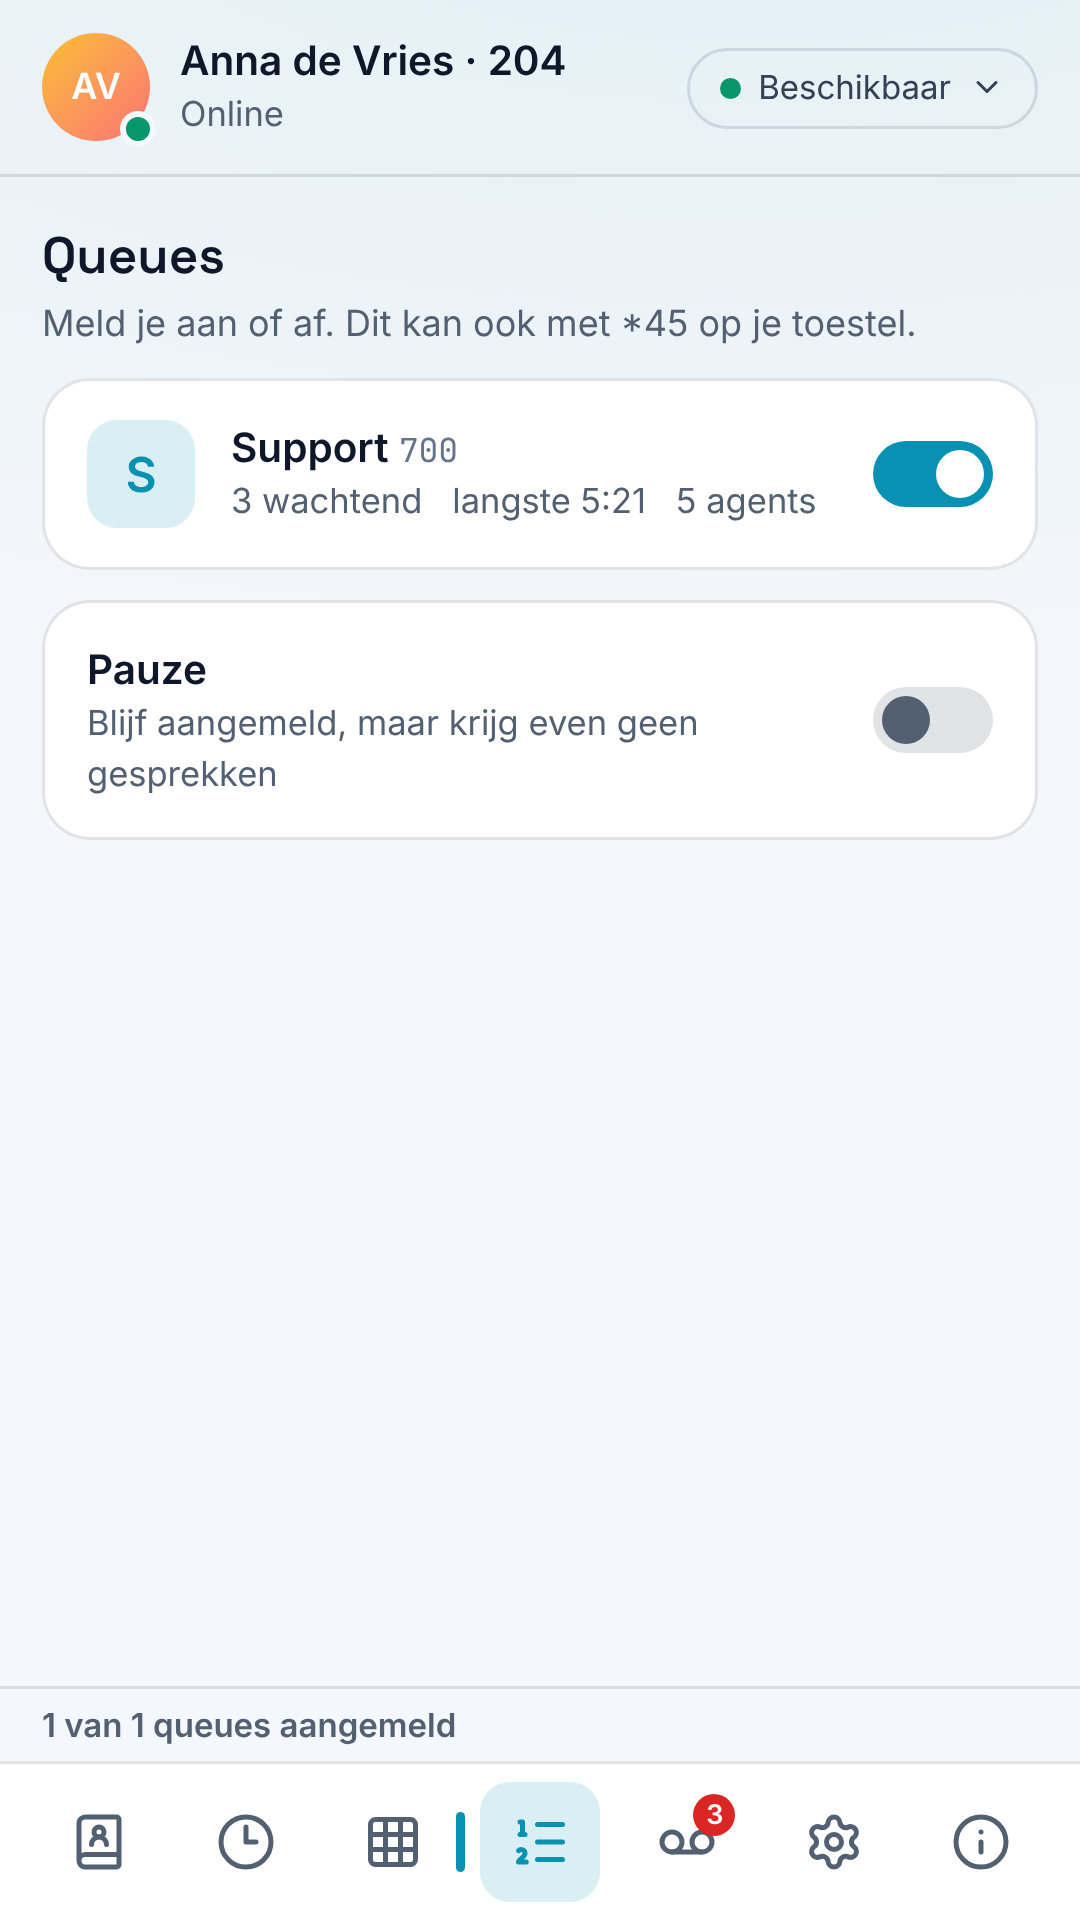 AV
Anna de Vries · 204
Online
Beschikbaar
Queues
Meld je aan of af. Dit kan ook met *45 op je toestel.
S
Support 700
3 wachtend langste 5:21 5 agents
Pauze
Blijf aangemeld, maar krijg even geen
gesprekken
1 van 1 queues aangemeld
1
2
3